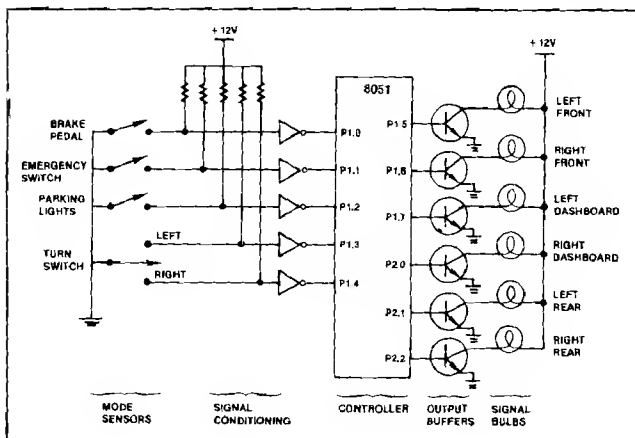 + 12V
+ 12V
8051
BRAKE
PEDAL
EMERGENCY
SWITCH
PARKING
LIGHTS
TURN
SWITCH
LEFT
RIGHT
P1.0
P1.1
P1.2
P1.3
P1.4
P1.5
P1.6
P1.7
P2.0
P2.1
P2.2
LEFT
FRONT
RIGHT
FRONT
LEFT
DASHBOARD
RIGHT
DASHBOARD
LEFT
REAR
RIGHT
REAR
MODE
SENSORS
SIGNAL
CONDITIONING
CONTROLLER
OUTPUT
BUFFERS
SIGNAL
BULBS